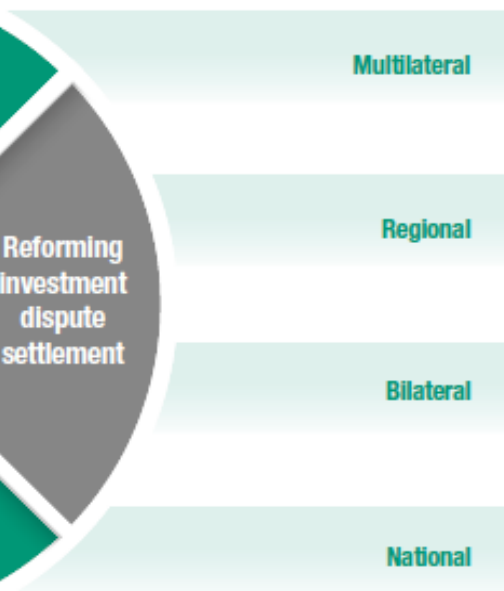 Multilateral
Regional
Reforming
investment
dispute
settlement
Bilateral
National